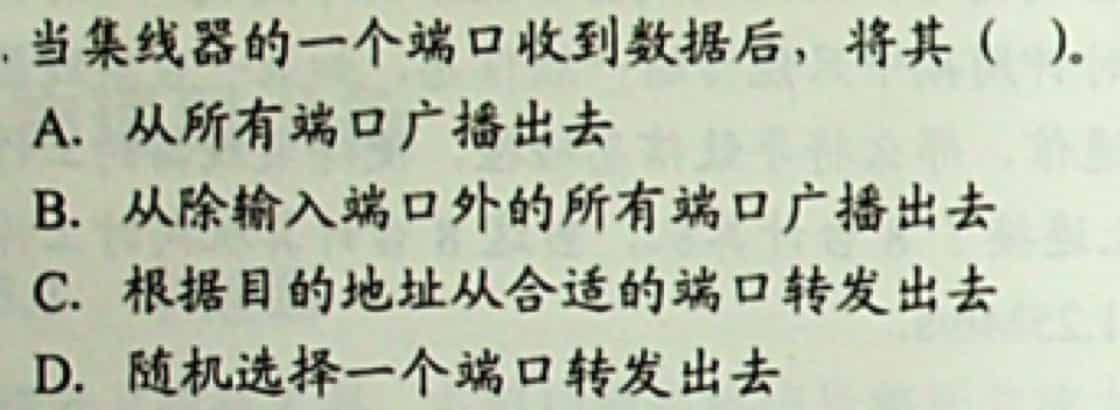 . 当集线器的一个端口收到数据后，将其（ ）。
A. 从所有端口广播出去
B. 从除输入端口外的所有端口广播出去
C. 根据目的地址从合适的端口转发出去
D. 随机选择一个端口转发出去